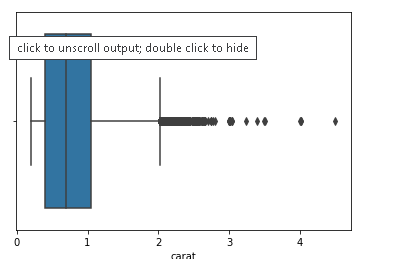 click to unscroll output; double click to hide
0 1 2 3 4
carat